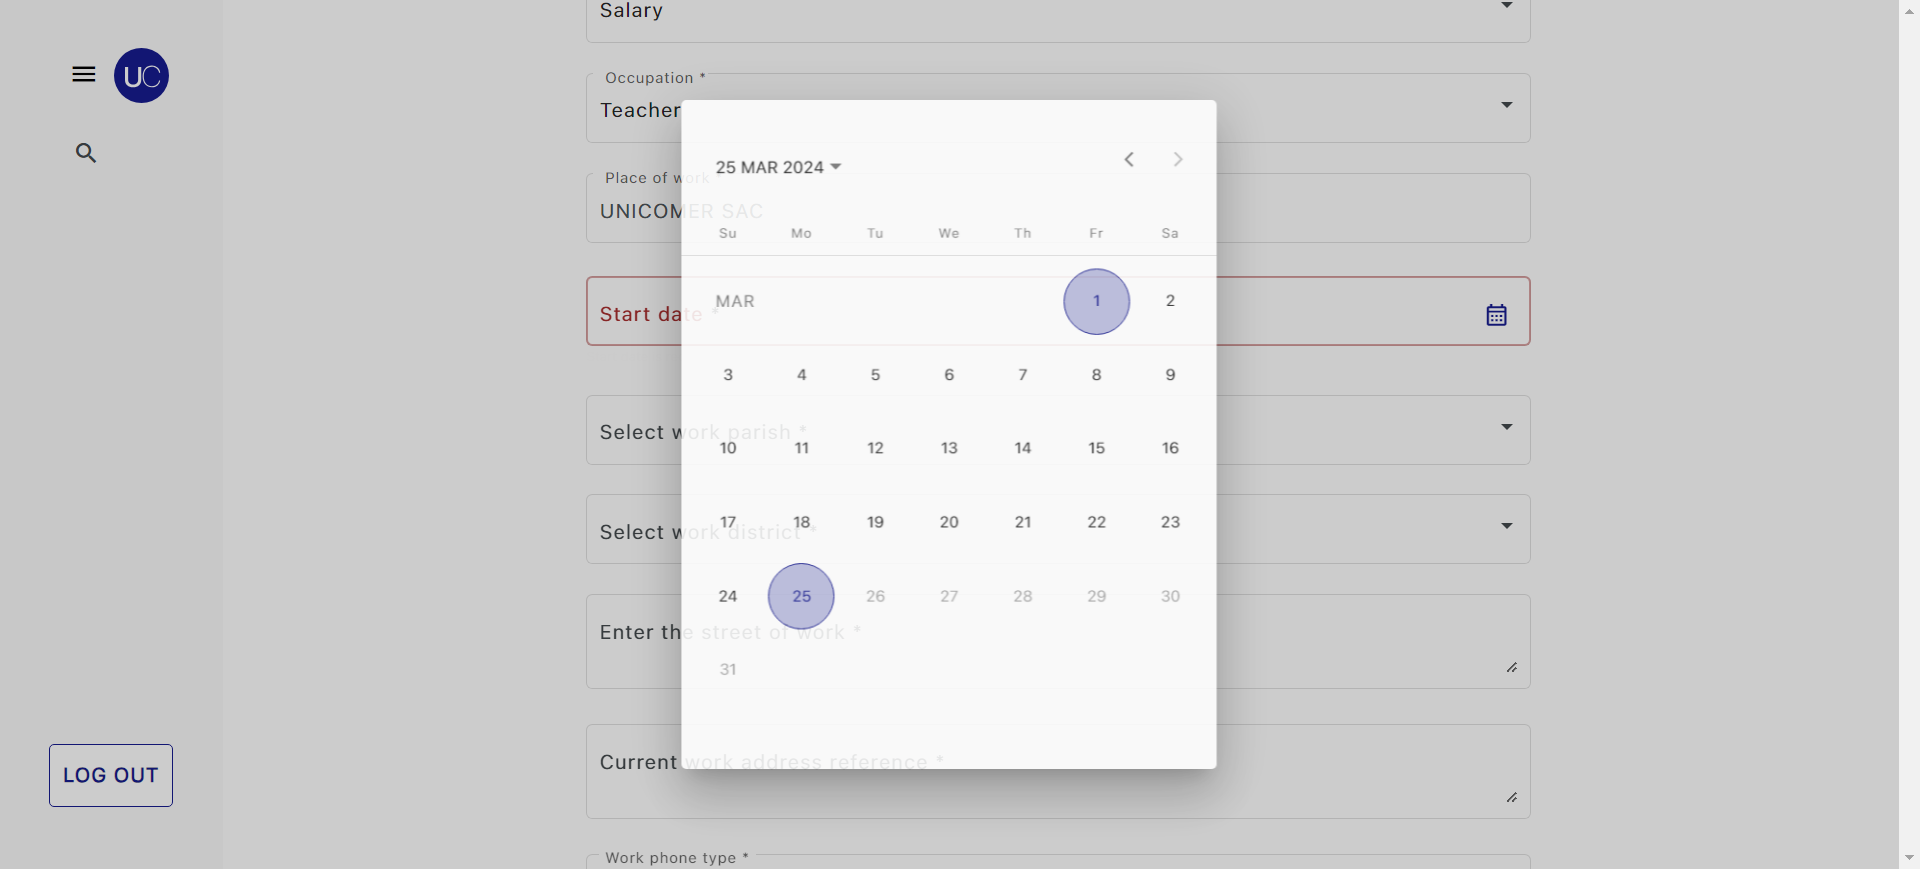 Salary
UC
Occupation *
Teacher
Place of work *
UNICOMER SAC
Start date *
Select work parish *
Select work district *
Enter the street of work *
Current work address reference *
Work phone type *
LOG OUT
25 MAR 2024
Su Mo Tu We Th Fr Sa
MAR 1 2
3 4 5 6 7 8 9
10 11 12 13 14 15 16
17 18 19 20 21 22 23
24 25 26 27 28 29 30
31